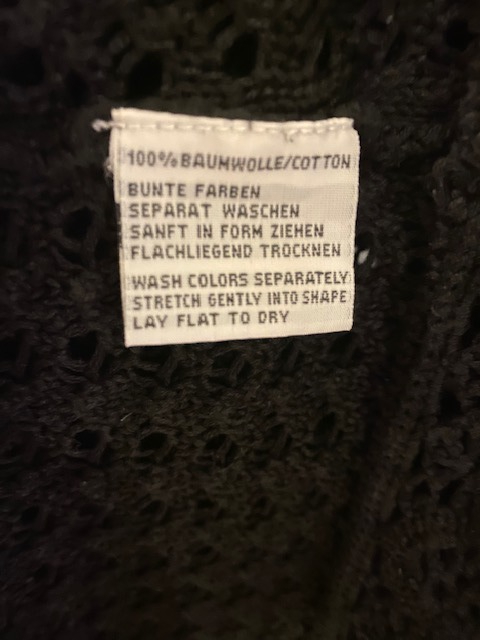 100% BAUMWOLLE/COTTON
BUNTE FARBEN
SEPARAT WASCHEN
SANFT IN FORM ZIEHEN
FLACHLIEGEND TROCKNEN
WASH COLORS SEPARATELY
STRETCH GENTLY INTO SHAPE
LAY FLAT TO DRY